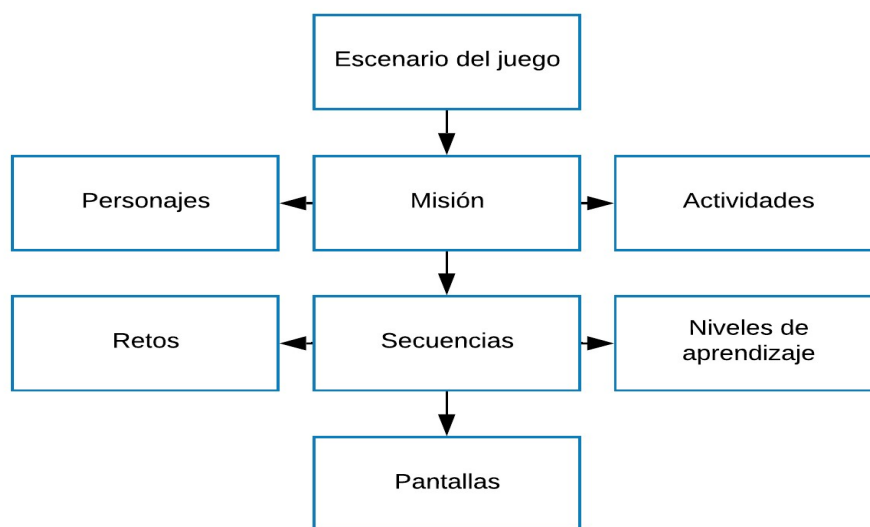 Escenario del juego
Personajes
Misión
Actividades
Retos
Secuencias
Niveles de
aprendizaje
Pantallas